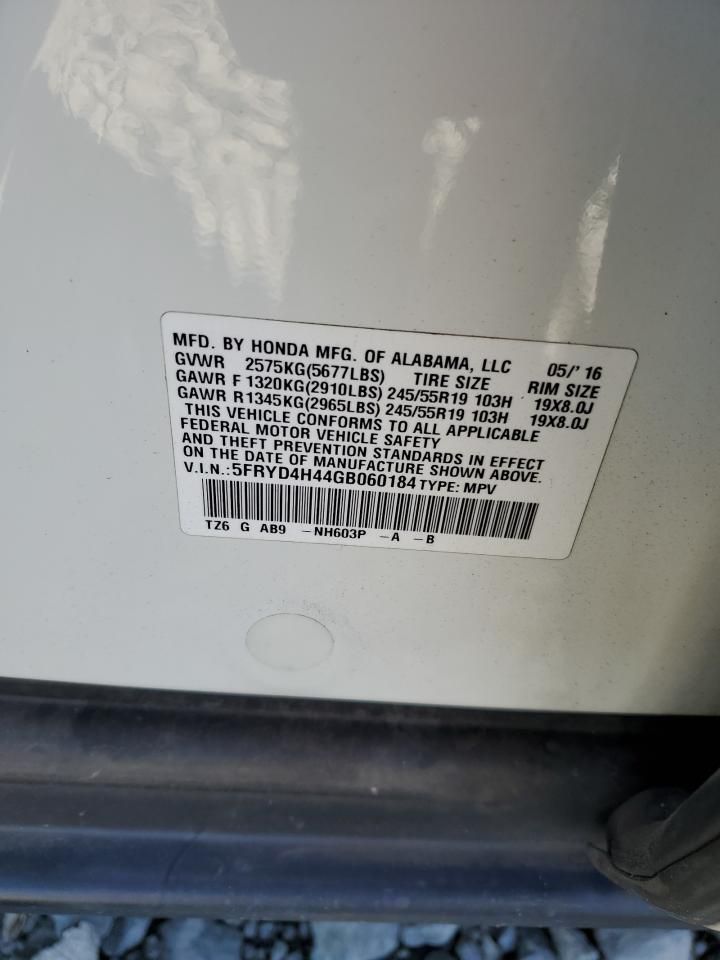 MFD. BY HONDA MFG. OF ALABAMA, LLC 05/'16
GVWR 2575KG(5677LBS) TIRE SIZE RIM SIZE
GAWR F 1320KG(2910LBS) 245/55R19 103H 19X8.0J
GAWR R 1345KG(2965LBS) 245/55R19 103H 19X8.0J
THIS VEHICLE CONFORMS TO ALL APPLICABLE
FEDERAL MOTOR VEHICLE SAFETY
AND THEFT PREVENTION STANDARDS IN EFFECT
ON THE DATE OF MANUFACTURE SHOWN ABOVE.
V.I.N.: 5FRYD4H44GB060184 TYPE: MPV
TZ6 G AB9 -NH603P -A -B